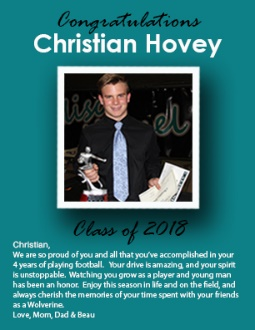 Congratulations
Christian Hovey
Class of 2018
Christian,
We are so proud of you and all that you've accomplished in your
4 years of playing football. Your drive is amazing, and your spirit
is unstoppable. Watching you grow as a player and young man
has been an honor. Enjoy this season in life and on the field, and
always cherish the memories of your time spent with your friends
as a Wolverine.
Love, Mom, Dad & Beau